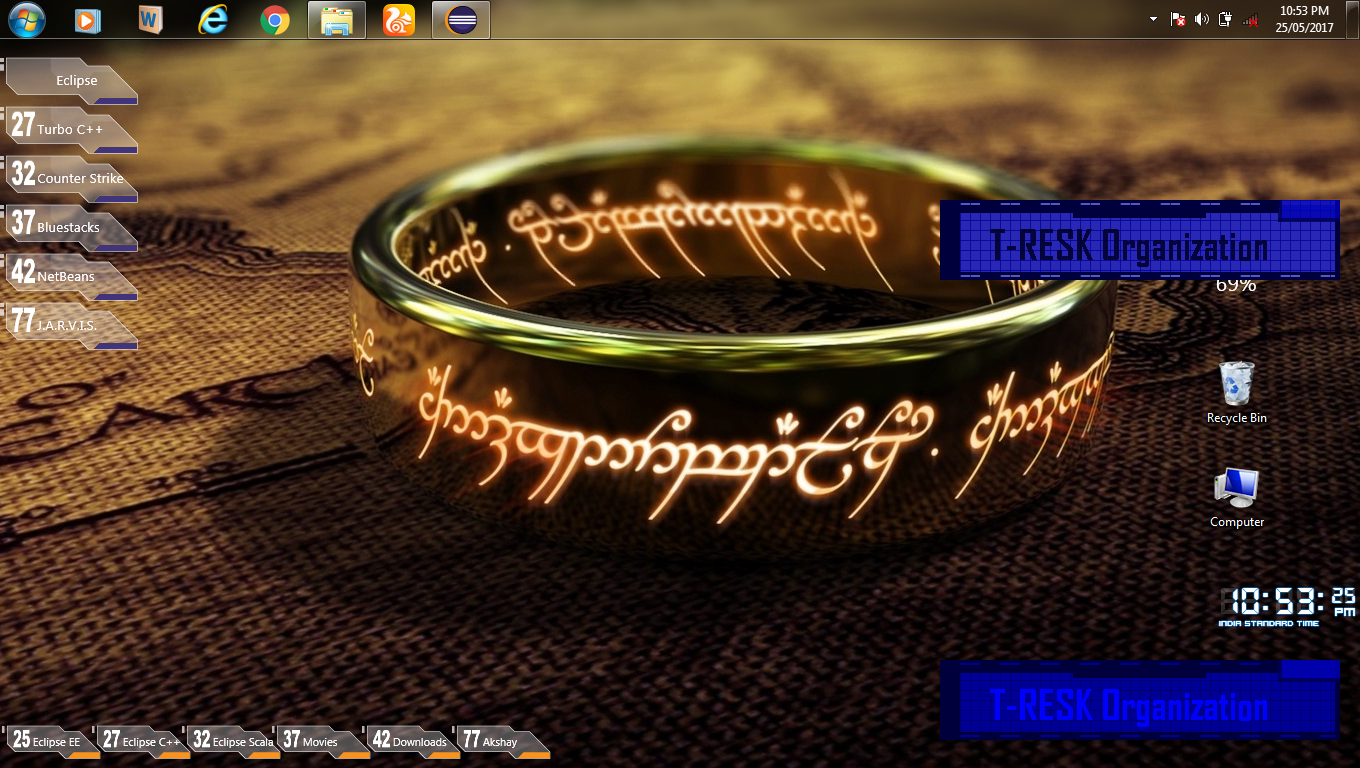 10:53 PM
25/05/2017
Eclipse
27 Turbo C++
32 Counter Strike
37 Bluestacks
42 NetBeans
77 J.A.R.V.I.S.
T-RESK Organization
69%
Recycle Bin
Computer
10:53:25 PM
INDIA STANDARD TIME
T-RESK Organization
25 Eclipse EE
27 Eclipse C++
32 Eclipse Scala
37 Movies
42 Downloads
77 Akshay